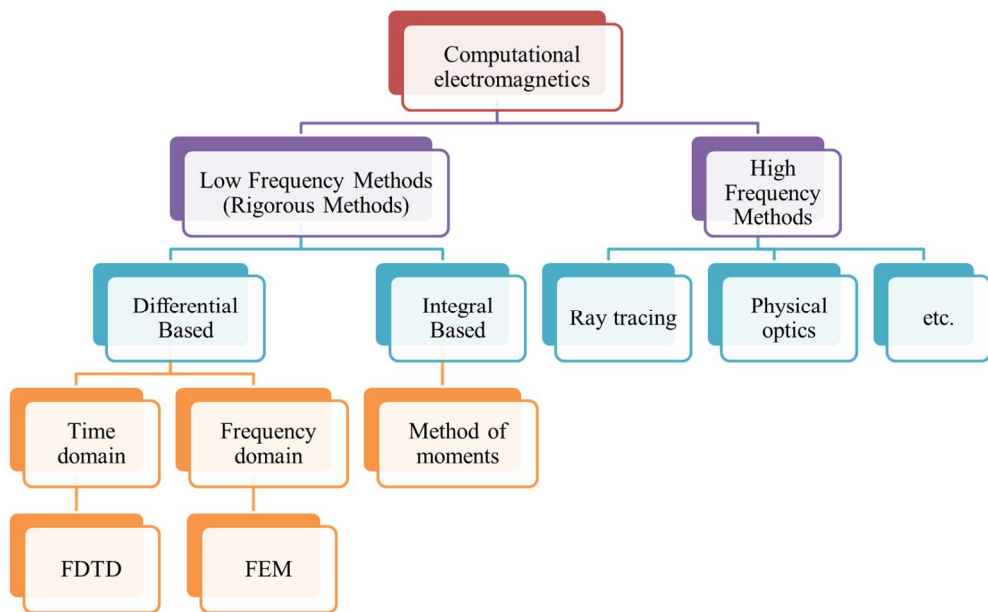 Computational
electromagnetics
Low Frequency Methods
(Rigorous Methods)
High
Frequency
Methods
Differential
Based
Integral
Based
Ray tracing
Physical
optics
etc.
Time
domain
Frequency
domain
Method of
moments
FDTD
FEM